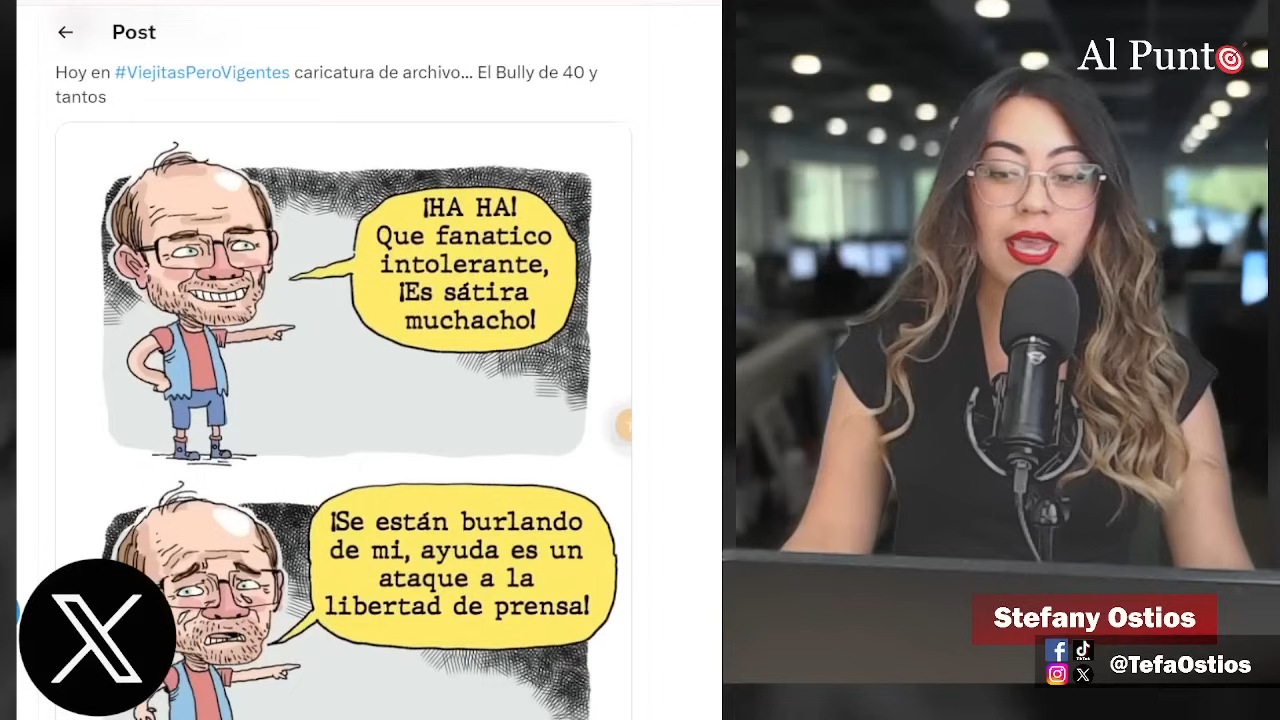 Post
Hoy en #ViejitasPeroVigentes caricatura de archivo... El Bully de 40 y
tantos
¡HA HA!
Que fanatico
intolerante,
¡Es sátira
muchacho!
¡Se están burlando
de mi, ayuda es un
ataque a la
libertad de prensa!
Al Punto
Stefany Ostios
@TefaOstios